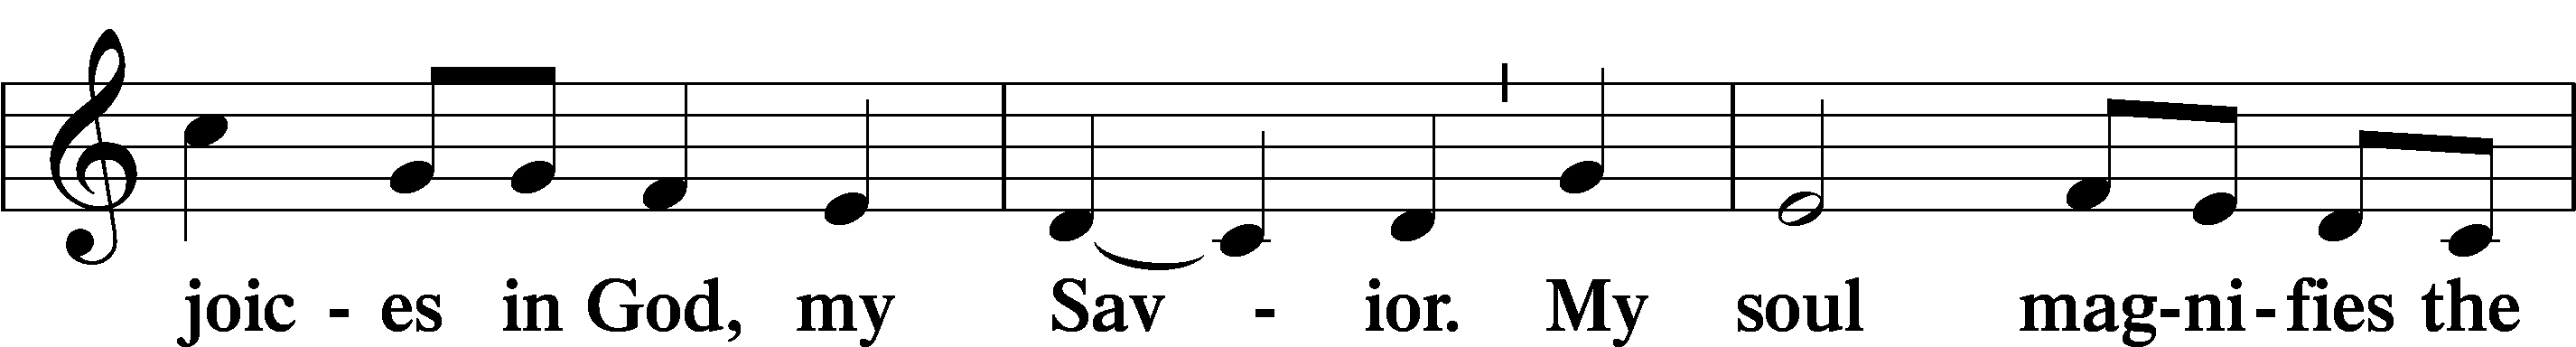 joic - es in God, my Sav - ior. My soul mag-ni-fies the